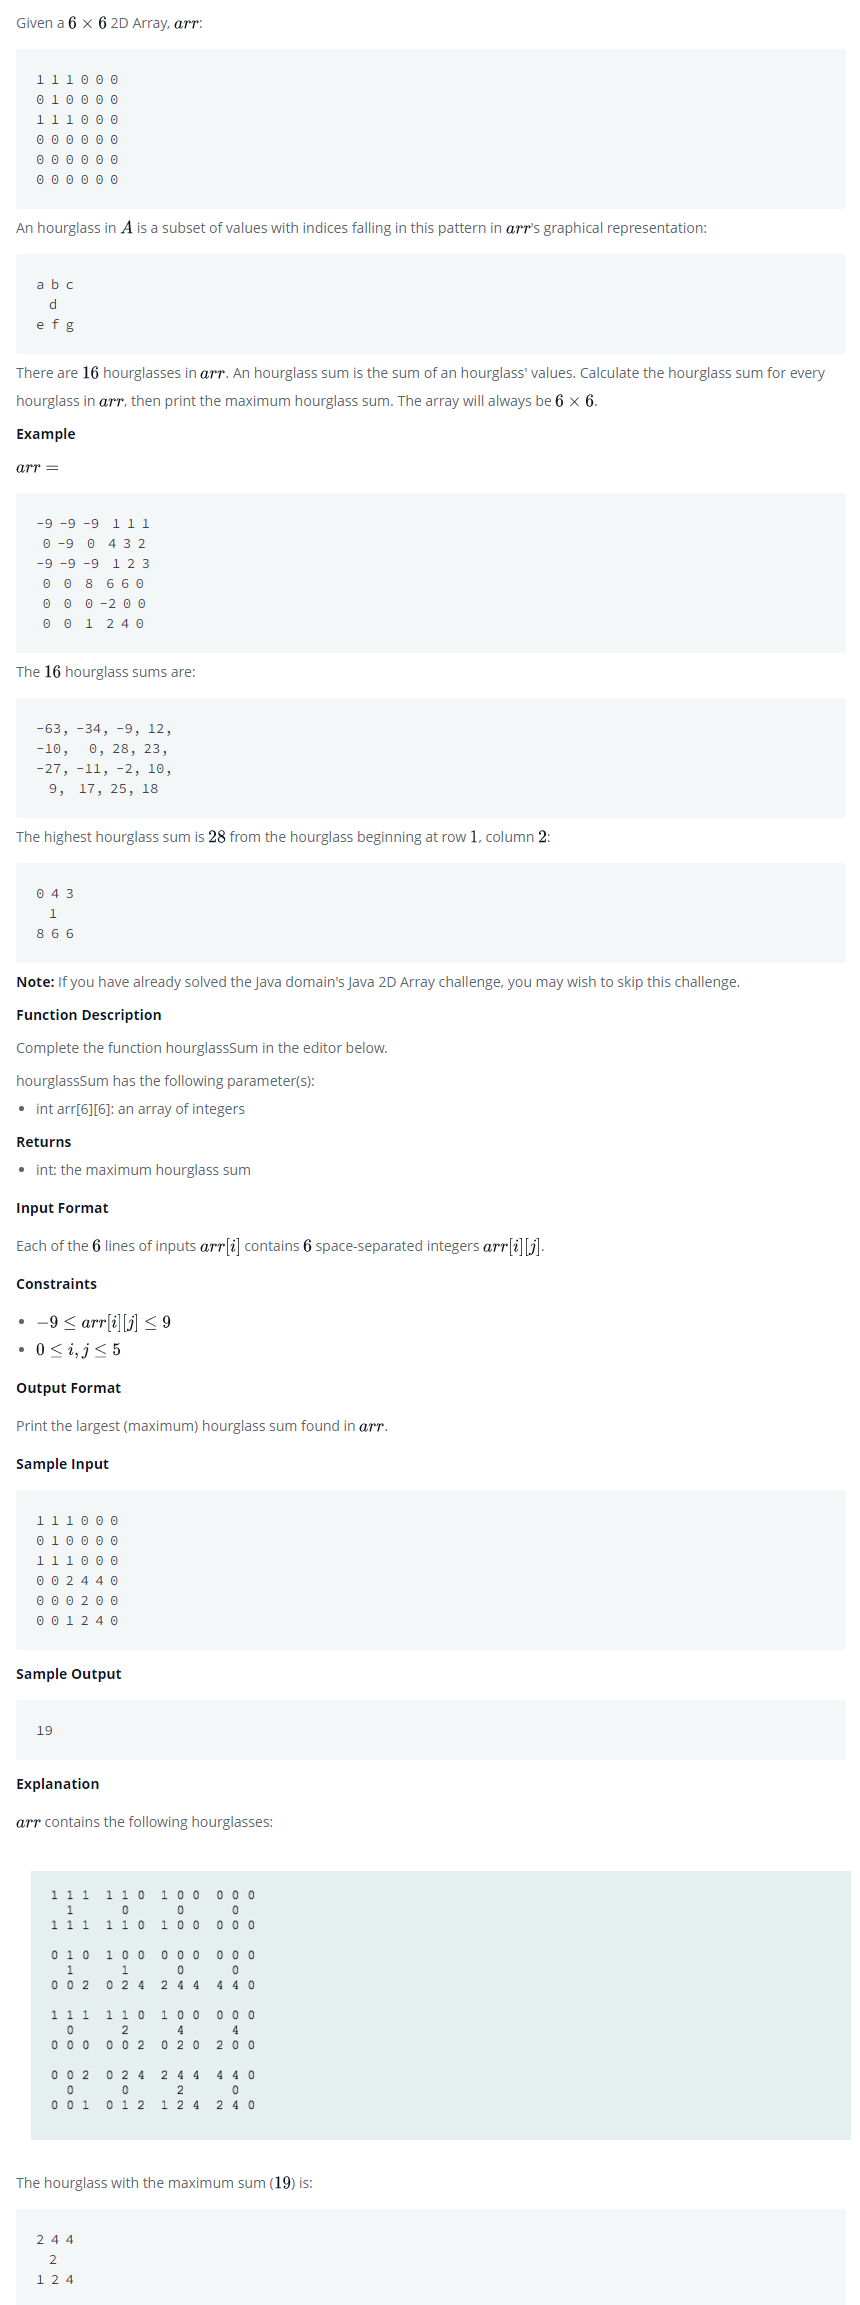 Given a 6 × 6 2D Array, arr:
1 1 1 0 0 0
0 1 0 0 0 0
1 1 1 0 0 0
0 0 0 0 0 0
0 0 0 0 0 0
0 0 0 0 0 0
An hourglass in A is a subset of values with indices falling in this pattern in arr's graphical representation:
a b c
d
e f g
There are 16 hourglasses in arr. An hourglass sum is the sum of an hourglass' values. Calculate the hourglass sum for every
hourglass in arr, then print the maximum hourglass sum. The array will always be 6 × 6.
Example
arr =
-9 -9 -9 1 1 1
0 -9 0 4 3 2
-9 -9 -9 1 2 3
0 0 8 6 6 0
0 0 0 -2 0 0
0 0 1 2 4 0
The 16 hourglass sums are:
-63, -34, -9, 12,
-10, 0, 28, 23,
-27, -11, -2, 10,
9, 17, 25, 18
The highest hourglass sum is 28 from the hourglass beginning at row 1, column 2:
0 4 3
1
8 6 6
Note: If you have already solved the Java domain's Java 2D Array challenge, you may wish to skip this challenge.
Function Description
Complete the function hourglassSum in the editor below.
hourglassSum has the following parameter(s):
• int arr[6][6]: an array of integers
Returns
• int: the maximum hourglass sum
Input Format
Each of the 6 lines of inputs arr[i] contains 6 space-separated integers arr[i][j].
Constraints
• −9 ≤ arr[i][j] ≤ 9
• 0 ≤ i, j ≤ 5
Output Format
Print the largest (maximum) hourglass sum found in arr.
Sample Input
1 1 1 0 0 0
0 1 0 0 0 0
1 1 1 0 0 0
0 0 2 4 4 0
0 0 0 2 0 0
0 0 1 2 4 0
Sample Output
19
Explanation
arr contains the following hourglasses:
1 1 1 1 1 0 1 0 0 0 0 0
1 0 0 0
1 1 1 1 1 0 1 0 0 0 0 0
0 1 0 1 0 0 0 0 0 0 0 0
1 1 0 0
0 0 2 0 2 4 2 4 4 4 4 0
1 1 1 1 1 0 1 0 0 0 0 0
0 2 4 4
0 0 0 0 0 2 0 2 0 2 0 0
0 0 2 0 2 4 2 4 4 4 4 0
0 0 2 0
0 0 1 0 1 2 1 2 4 2 4 0
The hourglass with the maximum sum (19) is:
2 4 4
2
1 2 4